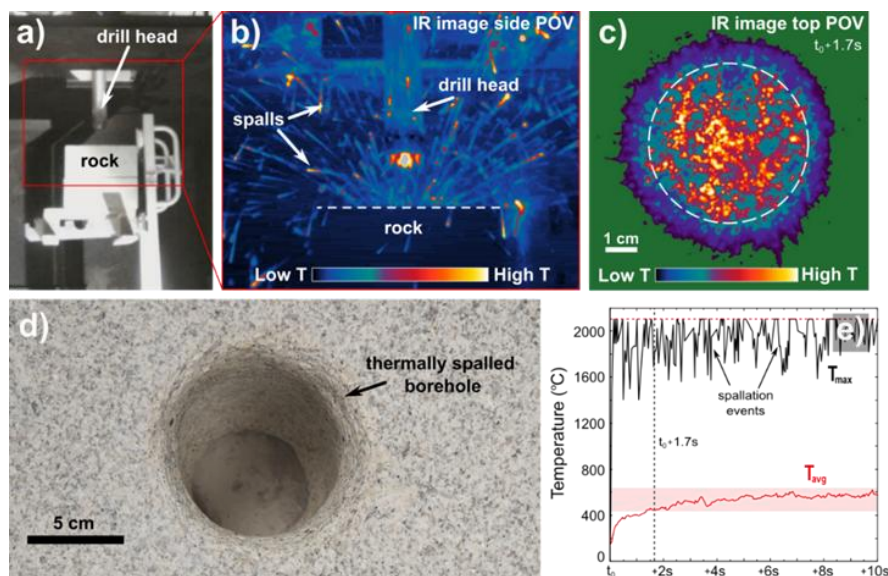 a)
drill head
rock
b)
IR image side POV
drill head
spalls
rock
Low T
High T
c)
IR image top POV
t₀+1.7s
1 cm
Low T
High T
d)
thermally spalled
borehole
5 cm
e)
Temperature (°C)
2000
1600
1200
800
400
0
Tmax
spallation
events
t₀+1.7s
Tavg
t₀
+2s
+4s
+6s
+8s
+10s